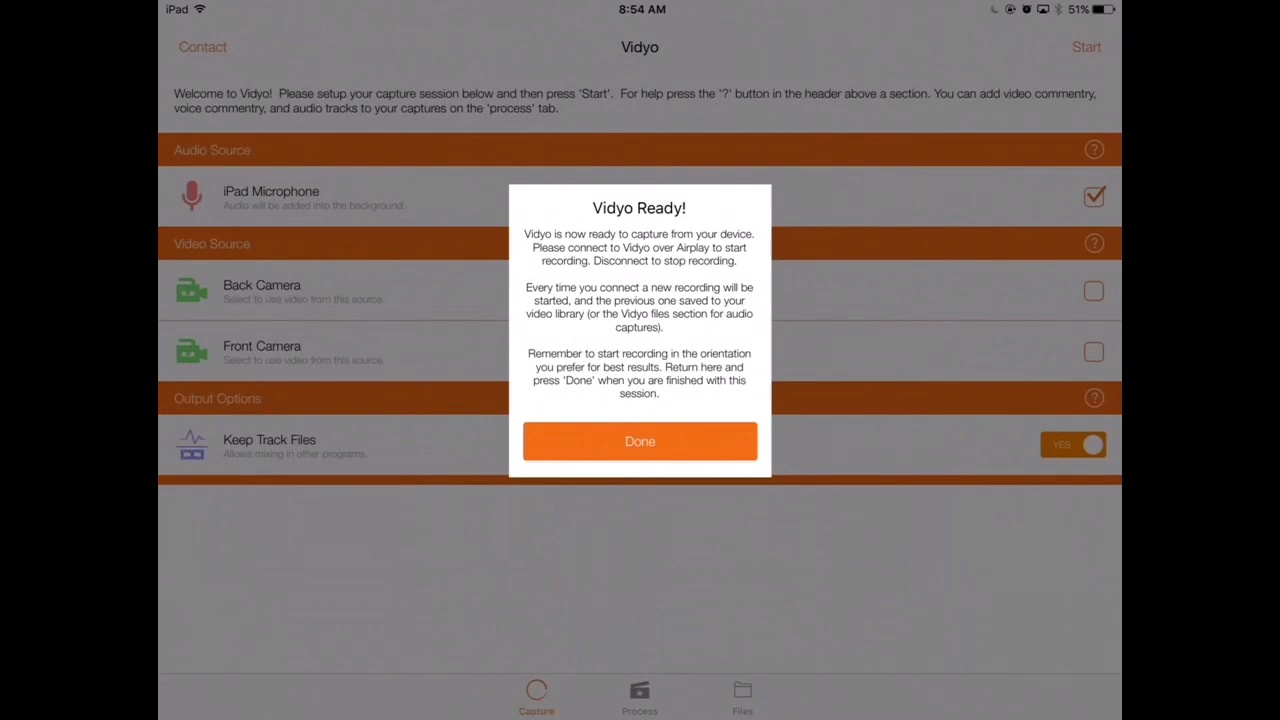 iPad 8:54 AM 51%
Contact Vidyo Start
Welcome to Vidyo! Please setup your capture session below and then press 'Start'. For help press the '?' button in the header above a section. You can add video commentry,
voice commentry, and audio tracks to your captures on the 'process' tab.
Audio Source ?
iPad Microphone
Audio will be added into the background.
Video Source ?
Back Camera
Select to use video from this source.
Front Camera
Select to use video from this source.
Output Options ?
Keep Track Files YES
Allows mixing in other programs.
Vidyo Ready!
Vidyo is now ready to capture from your device.
Please connect to Vidyo over Airplay to start
recording. Disconnect to stop recording.
Every time you connect a new recording will be
started, and the previous one saved to your
video library (or the Vidyo files section for audio
captures).
Remember to start recording in the orientation
you prefer for best results. Return here and
press 'Done' when you are finished with this
session.
Done
Capture Process Files